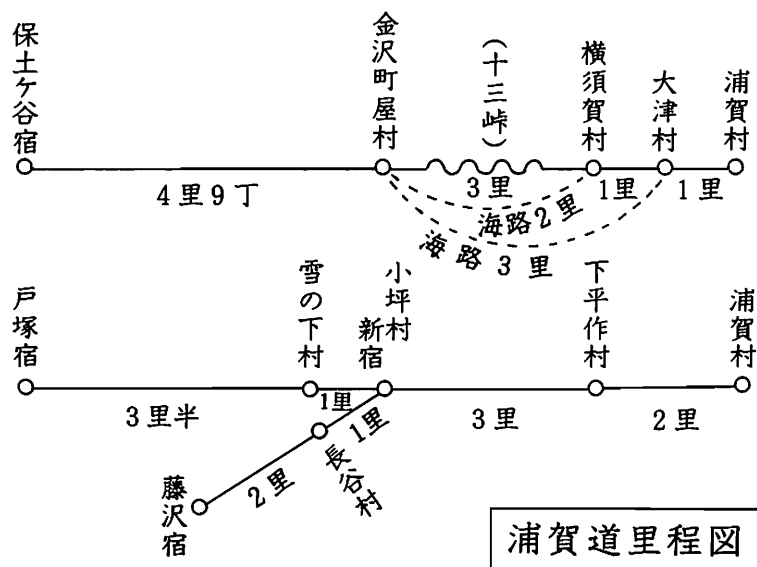 保土ケ谷宿
金沢町屋村
(十三峠)
横須賀村
大津村
浦賀村
4里9丁
3里
1里
1里
海路2里
海路3里
戸塚宿
雪の下村
小坪村
新宿
下平作村
浦賀村
3里半
1里
1里
3里
2里
長谷村
2里
藤沢宿
浦賀道里程図